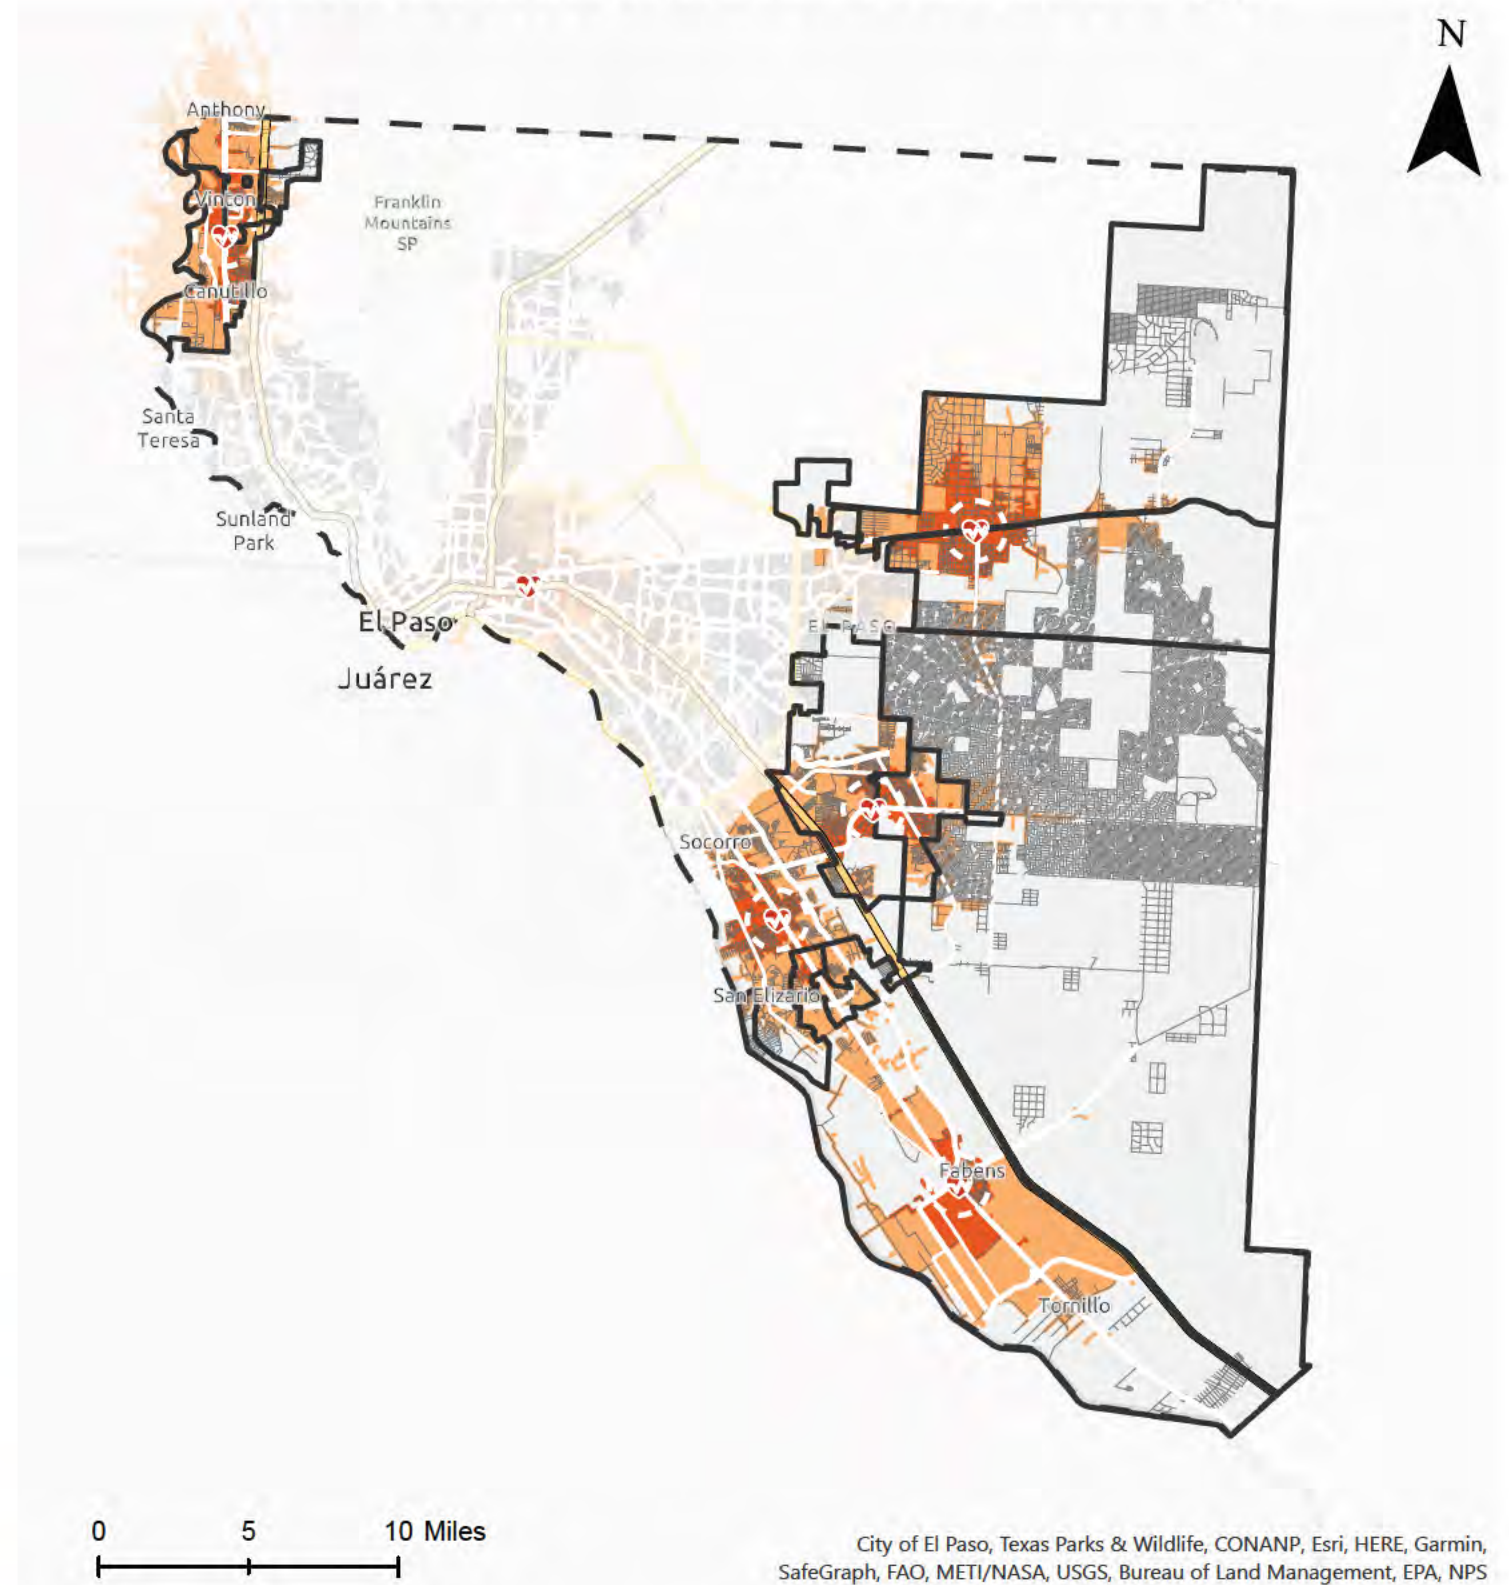 N
Anthony
Vinton
Franklin
Mountains
SP
Canutillo
Santa
Teresa
Sunland
Park
El Paso
EL PASO
Juárez
Socorro
San Elizario
Fabens
Tornillo
0 5 10 Miles
City of El Paso, Texas Parks & Wildlife, CONANP, Esri, HERE, Garmin,
SafeGraph, FAO, METI/NASA, USGS, Bureau of Land Management, EPA, NPS